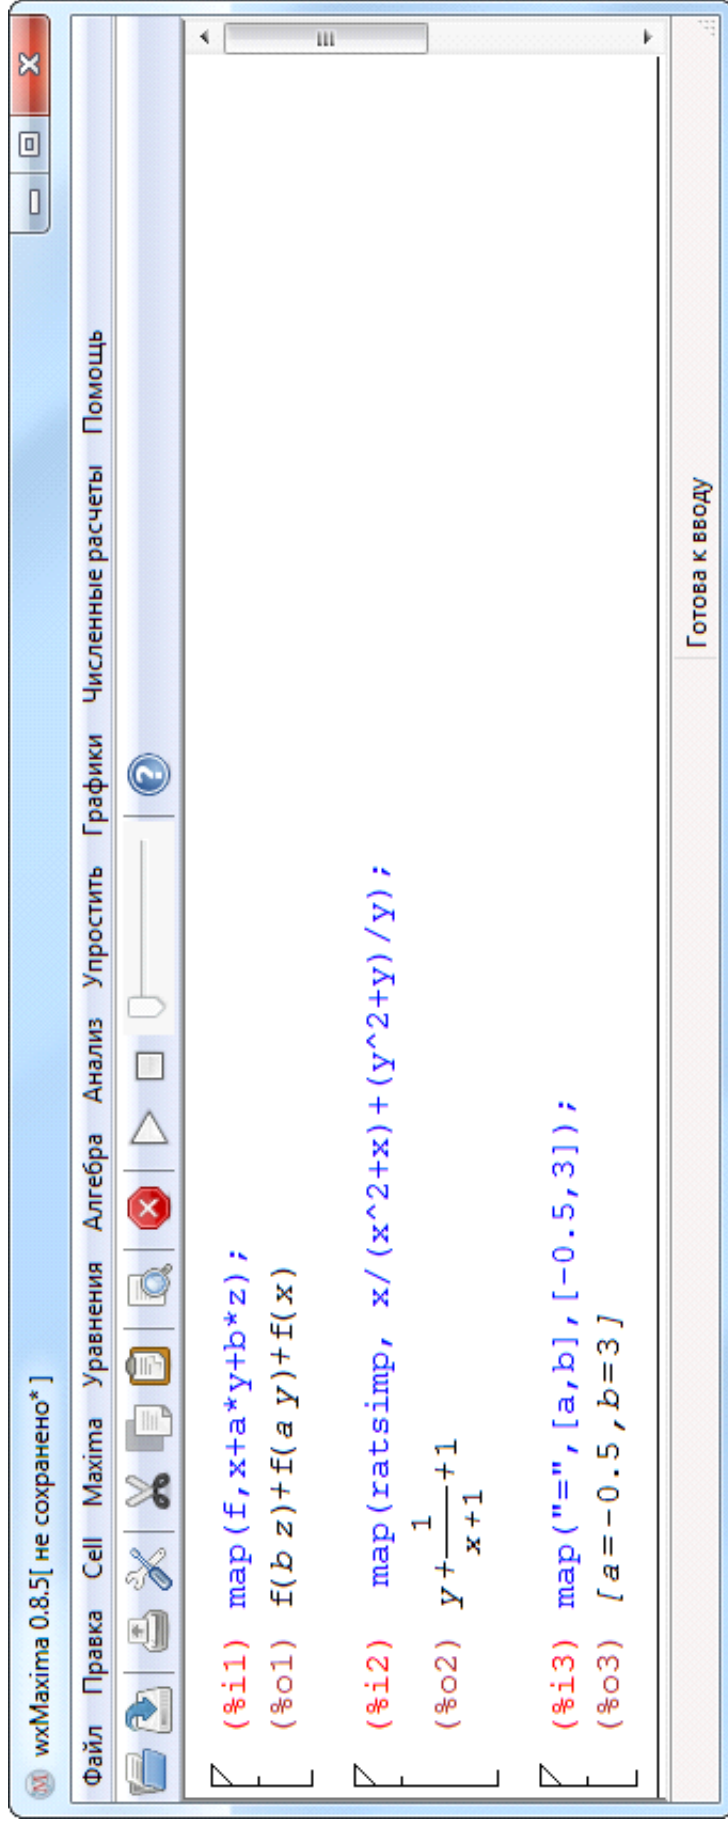 wxMaxima 0.8.5[ не сохранено* ]
Файл Правка Cell Maxima Уравнения Алгебра Анализ Упростить Графики Численные расчеты Помощь
(%i1) map(f,x+a*y+b*z);
(%o1) f(b z)+f(a y)+f(x)
(%i2) map(ratsimp, x/(x^2+x)+(y^2+y)/y);
(%o2) y+1/(x+1)+1
(%i3) map("=",[a,b],[-0.5,3]);
(%o3) [a=-0.5,b=3]
Готова к вводу